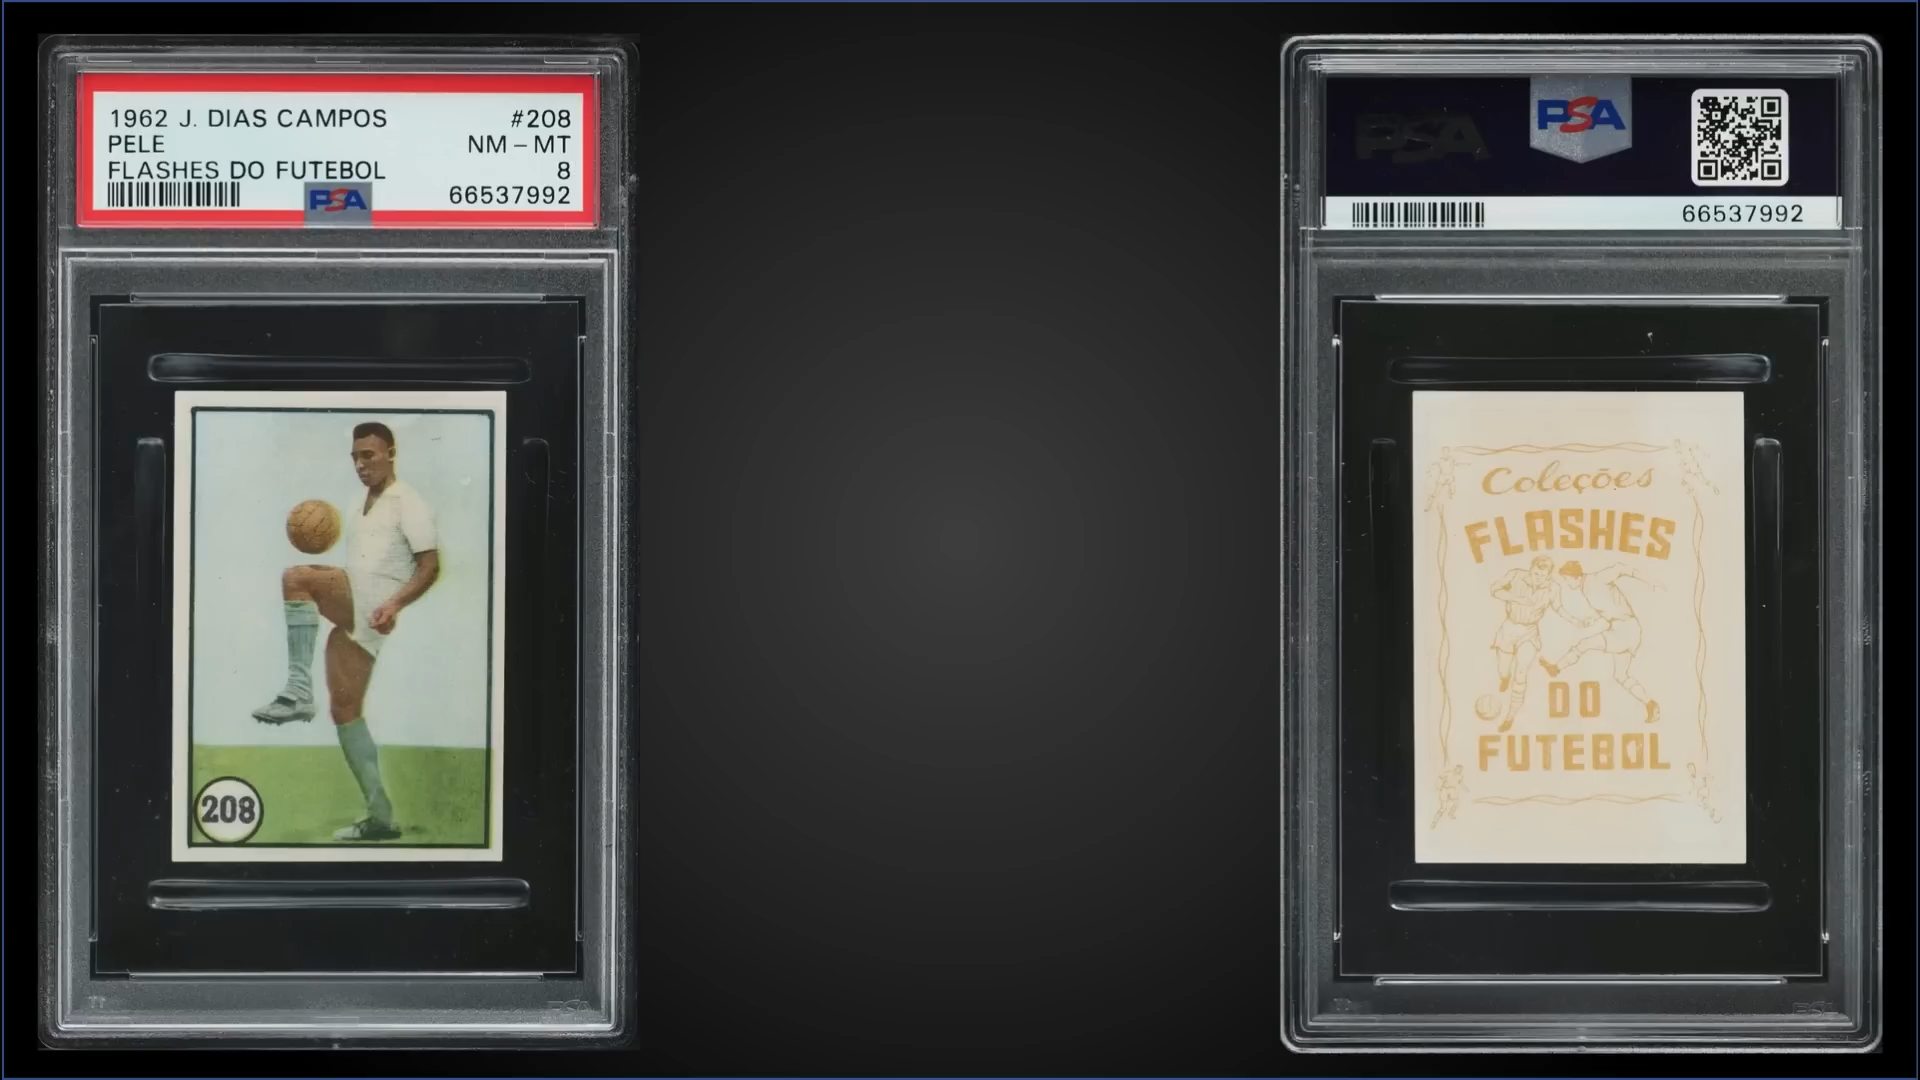 1962 J. DIAS CAMPOS #208
PELE NM - MT
FLASHES DO FUTEBOL 8
PSA 66537992
208
PSA PSA
66537992
Coleções
FLASHES
DO
FUTEBOL